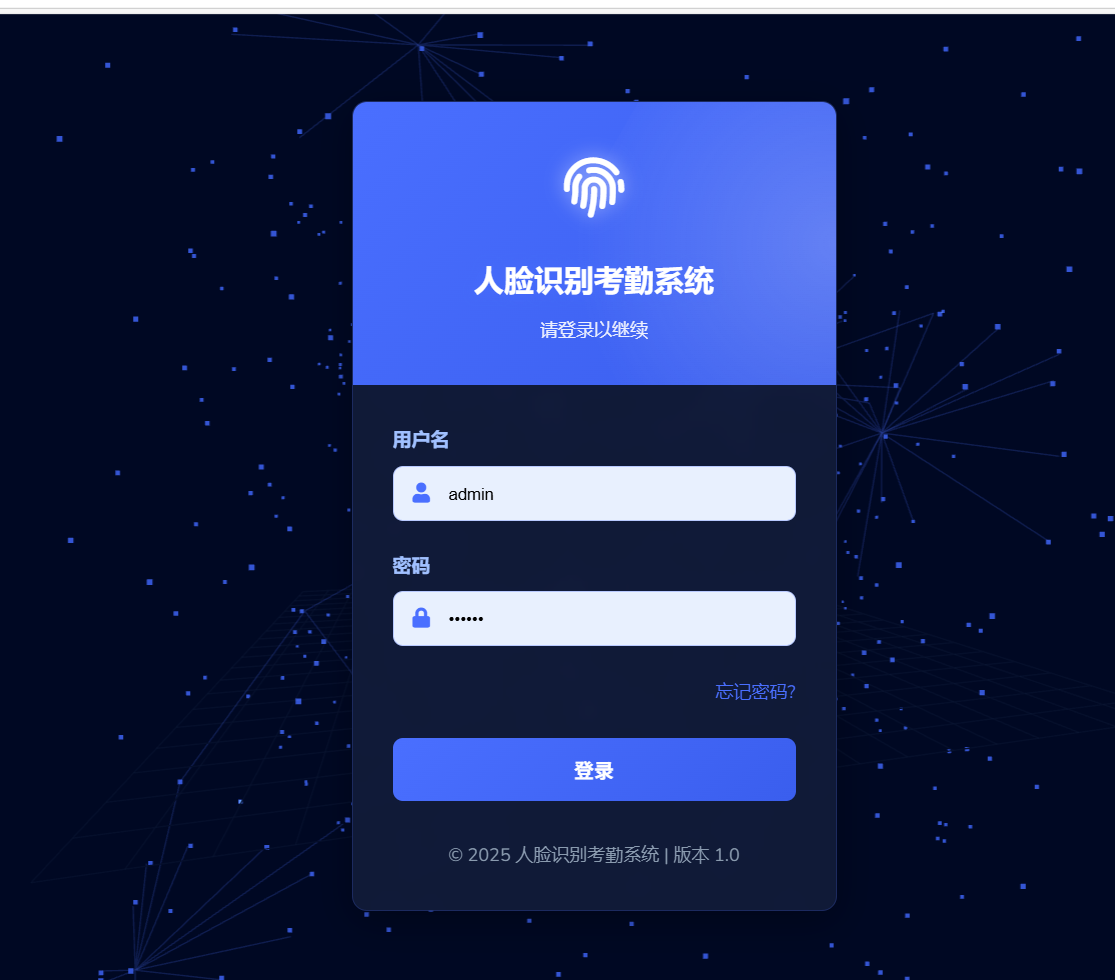 人脸识别考勤系统
请登录以继续
用户名
admin
密码
••••••
忘记密码?
登录
© 2025 人脸识别考勤系统 | 版本 1.0